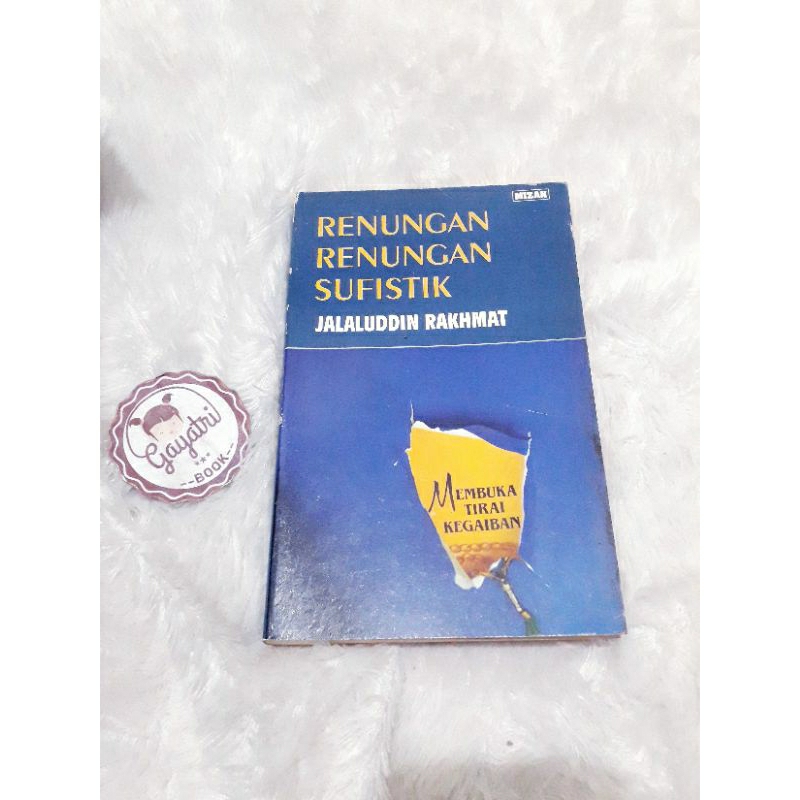 MIZAN
RENUNGAN
RENUNGAN
SUFISTIK
JALALUDDIN RAKHMAT
MEMBUKA
TIRAI
KEGAIBAN
Gayatri
***
--BOOK--